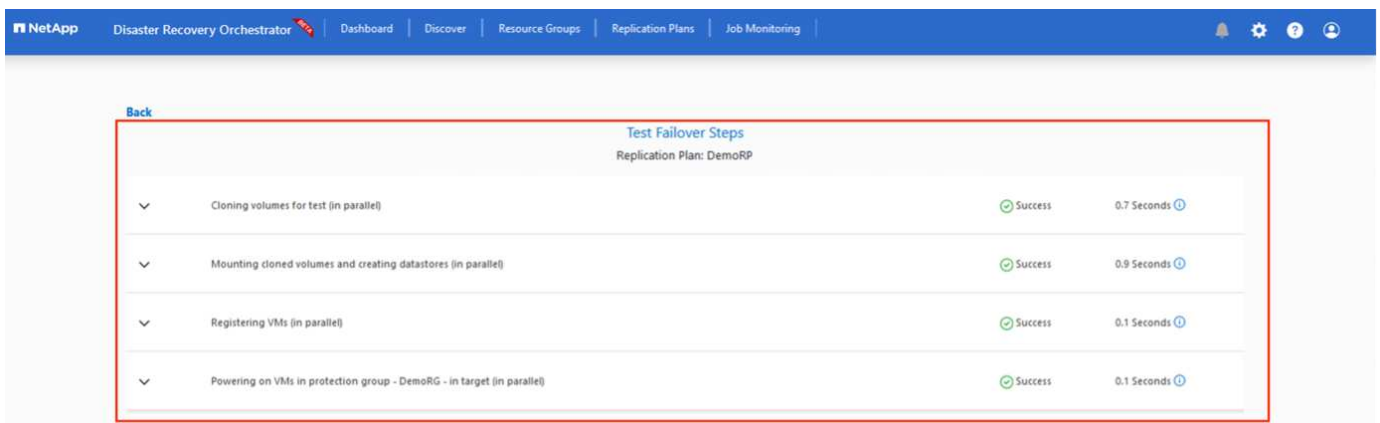 NetApp Disaster Recovery Orchestrator Dashboard Discover Resource Groups Replication Plans Job Monitoring
Back
Test Failover Steps
Replication Plan: DemoRP
Cloning volumes for test (in parallel) Success 0.7 Seconds
Mounting cloned volumes and creating datastores (in parallel) Success 0.9 Seconds
Registering VMs (in parallel) Success 0.1 Seconds
Powering on VMs in protection group - DemoRG - in target (in parallel) Success 0.1 Seconds